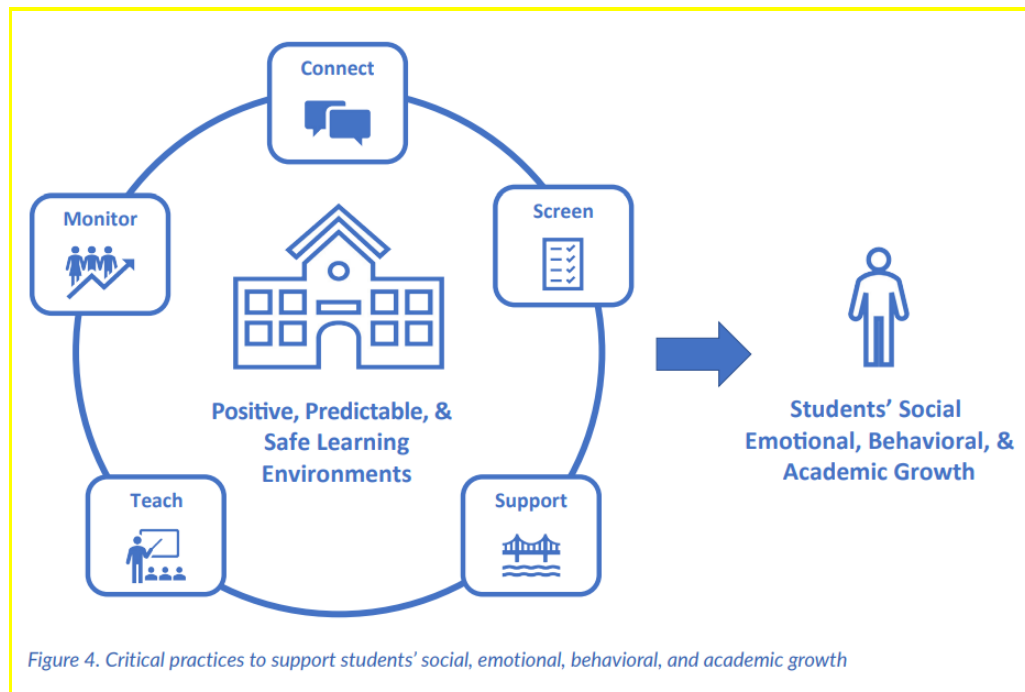 Connect
Monitor
Screen
Positive, Predictable, &
Safe Learning
Environments
Students’ Social
Emotional, Behavioral, &
Academic Growth
Teach
Support
Figure 4. Critical practices to support students’ social, emotional, behavioral, and academic growth